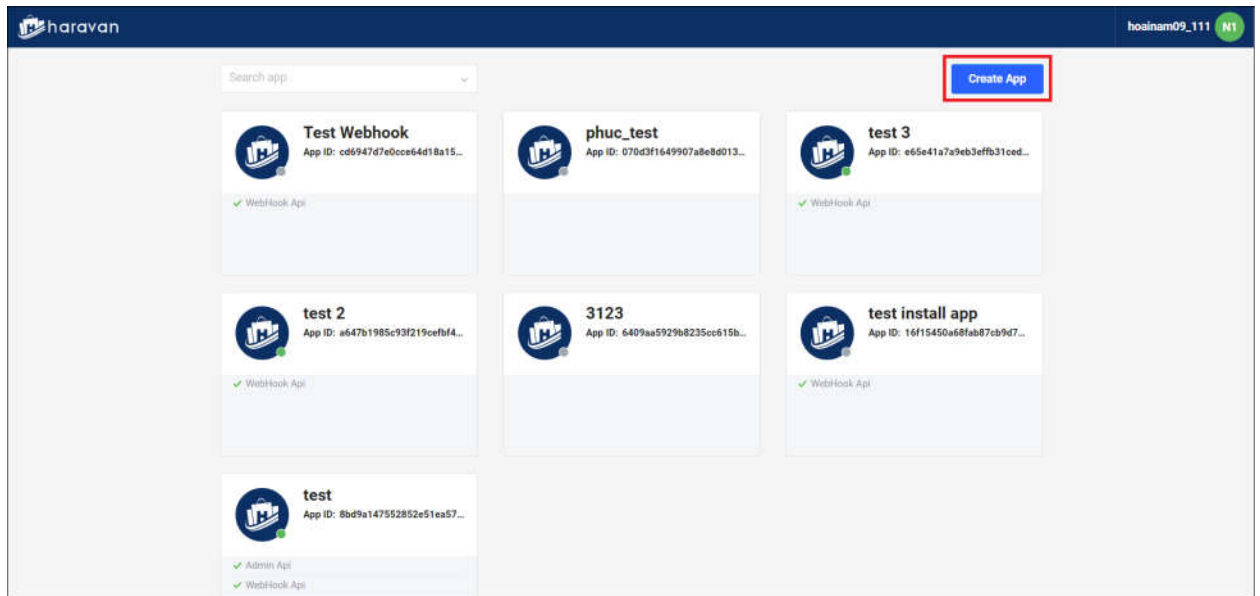 haravan
hoainam09_111 N1
Search app
Create App
Test Webhook
App ID: cd6947d7e0cce64d18a15...
WebHook Api
phuc_test
App ID: 070d3f1649907a8e8d013...
test 3
App ID: e65e41a7a9eb3effb31ced...
WebHook Api
test 2
App ID: a647b1985c93f219cefbf4...
WebHook Api
3123
App ID: 6409aa5929b8235cc615b...
test install app
App ID: 16f15450a68fab87cb9d7...
WebHook Api
test
App ID: 8bd9a147552852e51ea57...
Admin Api
WebHook Api